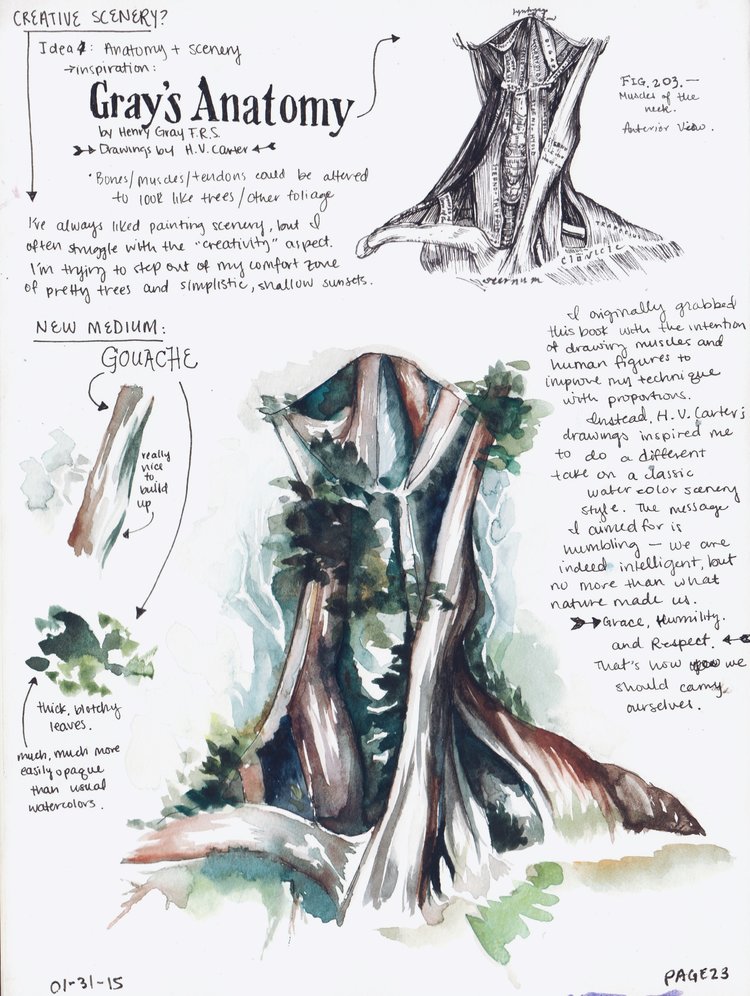 CREATIVE SCENERY?
Idea 1: Anatomy + scenery
→ inspiration:
Gray's Anatomy
by Henry Gray F.R.S.
Drawings by H.V. Carter
• Bones/muscles/tendons could be altered
to look like trees/other foliage
I've always liked painting scenery, but I
often struggle with the "creativity" aspect.
I'm trying to step out of my comfort zone
of pretty trees and simplistic, shallow sunsets.
FIG. 203.—
Muscles of the
neck.
Anterior View.
STERNO
TRAPEZIUS
CLAVICLE
sternum
NEW MEDIUM:
GOUACHE
really
nice
to
build
up
thick, blotchy
leaves.
much, much more
easily opaque
than usual
watercolors.
I originally grabbed
this book with the intention
of drawing muscles and
human figures to
improve my technique
with proportions.
Instead, H.V. Carter's
drawings inspired me
to do a different
take on a classic
watercolor scenery
style. The message
I aimed for is
humbling — we are
indeed intelligent, but
no more than what
nature made us.
Grace, Humility,
and Respect.
That's how we
should carry
ourselves.
01-31-15
PAGE 23